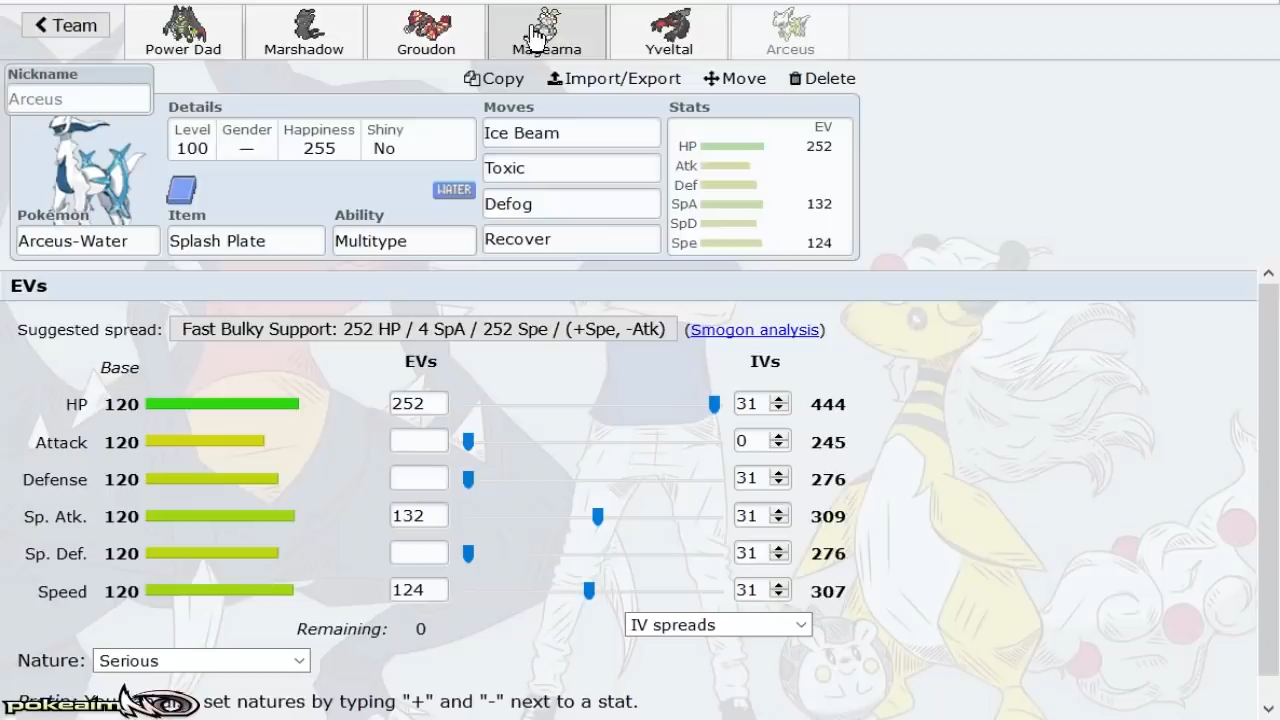 Team
Power Dad
Marshadow
Groudon
Magearna
Yveltal
Arceus
Nickname
Arceus
Copy
Import/Export
Move
Delete
Details
Moves
Stats
Level
Gender
Happiness
Shiny
100
—
255
No
WATER
Pokémon
Item
Ability
Arceus-Water
Splash Plate
Multitype
Ice Beam
Toxic
Defog
Recover
EV
HP 252
Atk
Def
SpA 132
SpD
Spe 124
EVs
Suggested spread: Fast Bulky Support: 252 HP / 4 SpA / 252 Spe / (+Spe, -Atk) (Smogon analysis)
Base EVs IVs
HP 120 252 31 444
Attack 120 0 245
Defense 120 31 276
Sp. Atk. 120 132 31 309
Sp. Def. 120 31 276
Speed 120 124 31 307
Remaining: 0
IV spreads
Nature: Serious
set natures by typing "+" and "-" next to a stat.
pokeaim